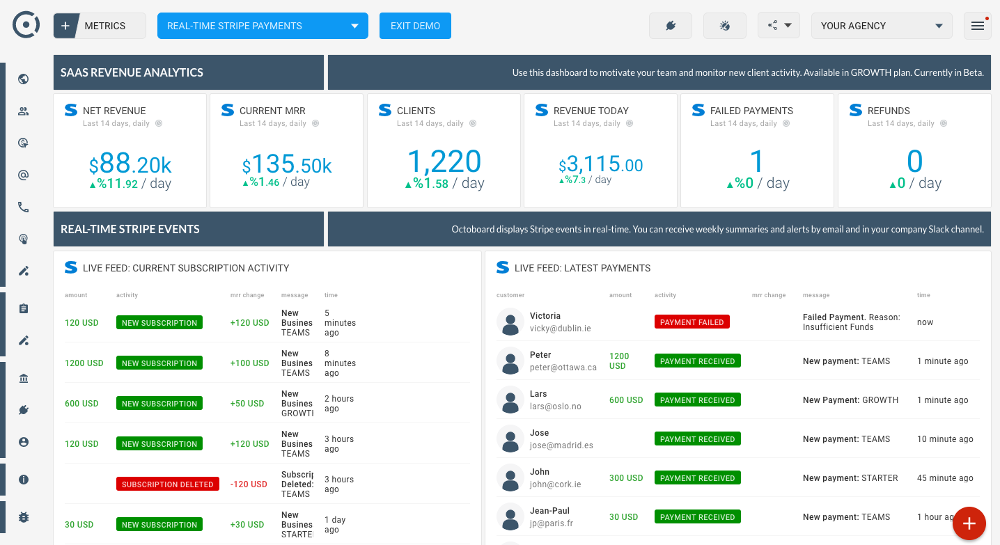 METRICS
REAL-TIME STRIPE PAYMENTS
EXIT DEMO
YOUR AGENCY
SAAS REVENUE ANALYTICS
Use this dashboard to motivate your team and monitor new client activity. Available in GROWTH plan. Currently in Beta.
NET REVENUE
Last 14 days, daily
$88.20k
▲%11.92 / day
CURRENT MRR
Last 14 days, daily
$135.50k
▲%1.46 / day
CLIENTS
Last 14 days, daily
1,220
▲%1.58 / day
REVENUE TODAY
Last 14 days, daily
$3,115.00
▲%7.3 / day
FAILED PAYMENTS
Last 14 days, daily
1
▲%0 / day
REFUNDS
Last 14 days, daily
0
▲0 / day
REAL-TIME STRIPE EVENTS
Octoboard displays Stripe events in real-time. You can receive weekly summaries and alerts by email and in your company Slack channel.
LIVE FEED: CURRENT SUBSCRIPTION ACTIVITY
amount activity mrr change message time
120 USD NEW SUBSCRIPTION +120 USD
New
Busines
TEAMS
5
minutes
ago
1200 USD NEW SUBSCRIPTION +100 USD
New
Busines
TEAMS
8
minutes
ago
600 USD NEW SUBSCRIPTION +50 USD
New
Busines
GROWTH
2 hours
ago
120 USD NEW SUBSCRIPTION +120 USD
New
Busines
TEAMS
3 hours
ago
SUBSCRIPTION DELETED -120 USD
Subscrip
Deleted:
TEAMS
3 hours
ago
30 USD NEW SUBSCRIPTION +30 USD
New
Busines
STARTE
1 day
ago
LIVE FEED: LATEST PAYMENTS
customer amount activity mrr change message time
Victoria
vicky@dublin.ie
PAYMENT FAILED
Failed Payment. Reason:
Insufficient Funds
now
Peter
peter@ottawa.ca
1200
USD
PAYMENT RECEIVED
New payment: TEAMS
1 minute ago
Lars
lars@oslo.no
600 USD
PAYMENT RECEIVED
New Payment: GROWTH
1 minute ago
Jose
jose@madrid.es
PAYMENT RECEIVED
New payment: TEAMS
10 minute ago
John
john@cork.ie
300 USD
PAYMENT RECEIVED
New payment: STARTER
45 minute ago
Jean-Paul
jp@paris.fr
30 USD
PAYMENT RECEIVED
New payment: TEAMS
1 hour ag